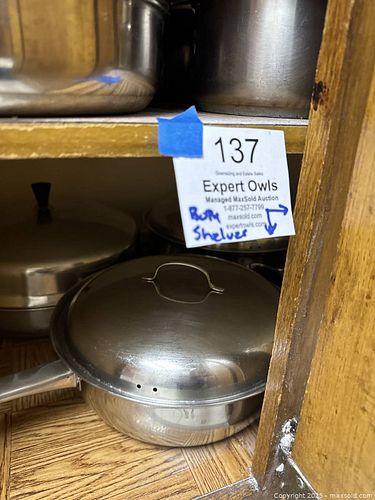 137
Downsizing and Estate Sales
Expert Owls
Managed MaxSold Auction
1-877-257-7799
maxsold.com
expertowls.com
Both
Shelves
Copyright 2025 - maxsold.com